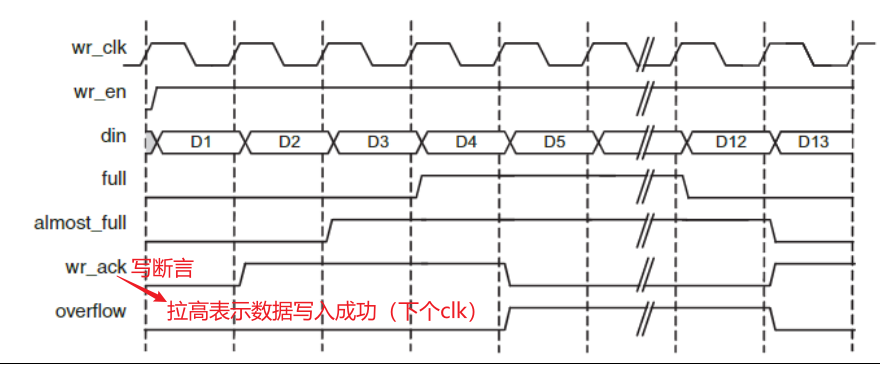 wr_clk
wr_en
din D1 D2 D3 D4 D5 D12 D13
full
almost_full
wr_ack 写断言
拉高表示数据写入成功（下个clk）
overflow